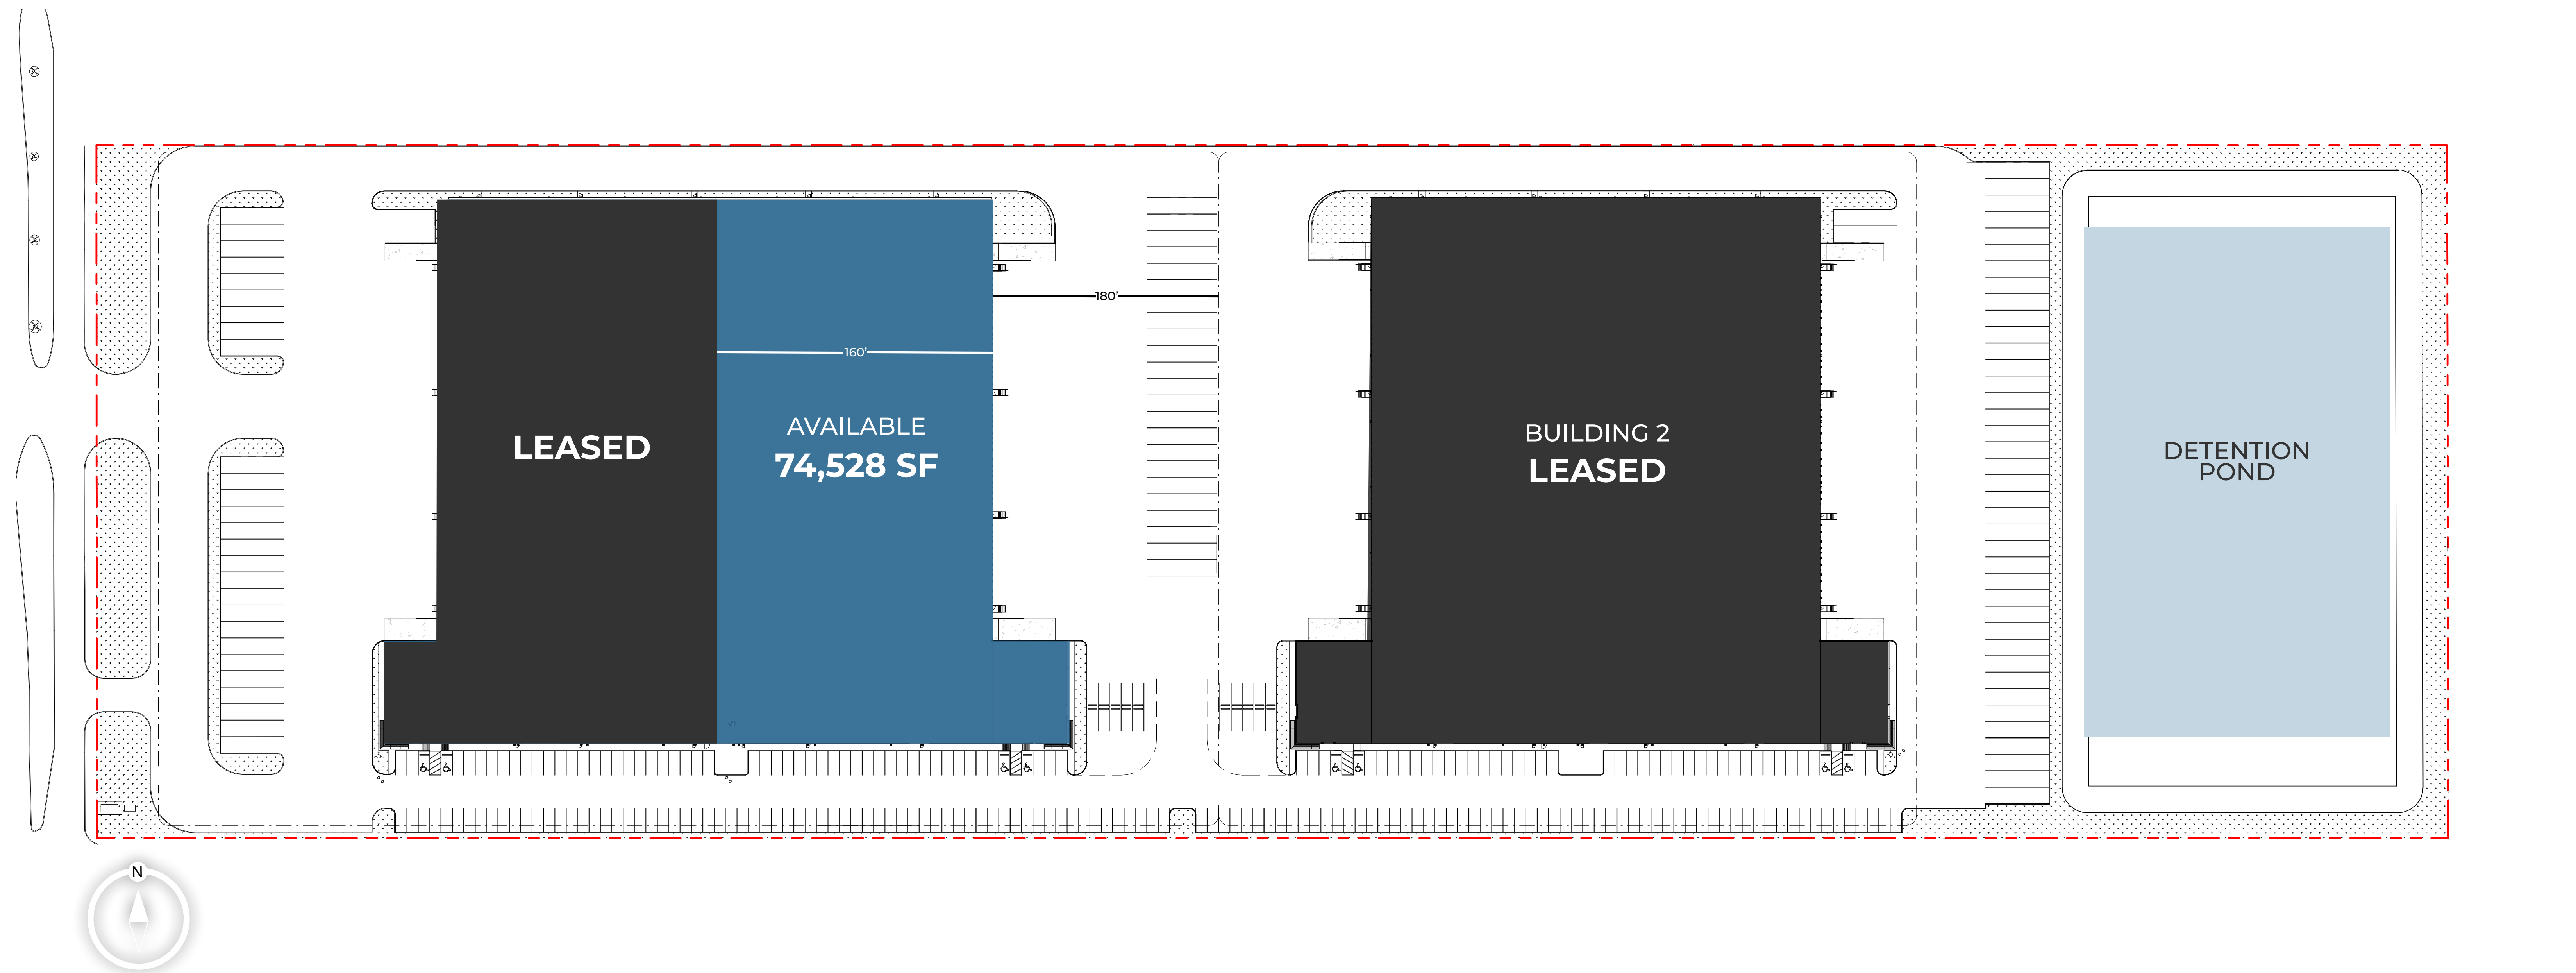 180'
160'
LEASED
AVAILABLE
74,528 SF
BUILDING 2
LEASED
DETENTION
POND
N